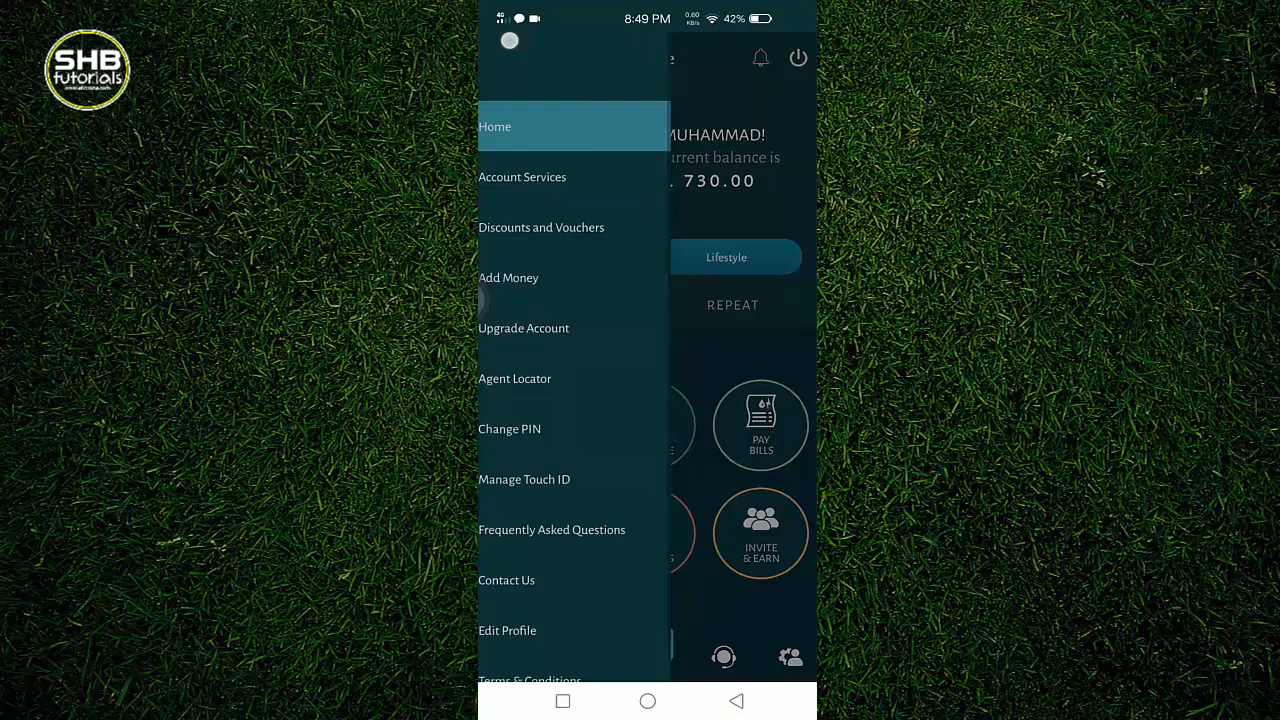 SHB
tutorials
4G
8:49 PM
0.60
KB/s
42%
e
MUHAMMAD!
urrent balance is
. 730.00
Home
Account Services
Discounts and Vouchers
Add Money
Upgrade Account
Agent Locator
Change PIN
Manage Touch ID
Frequently Asked Questions
Contact Us
Edit Profile
Terms & Conditions
Lifestyle
REPEAT
E
PAY
BILLS
S
INVITE
& EARN